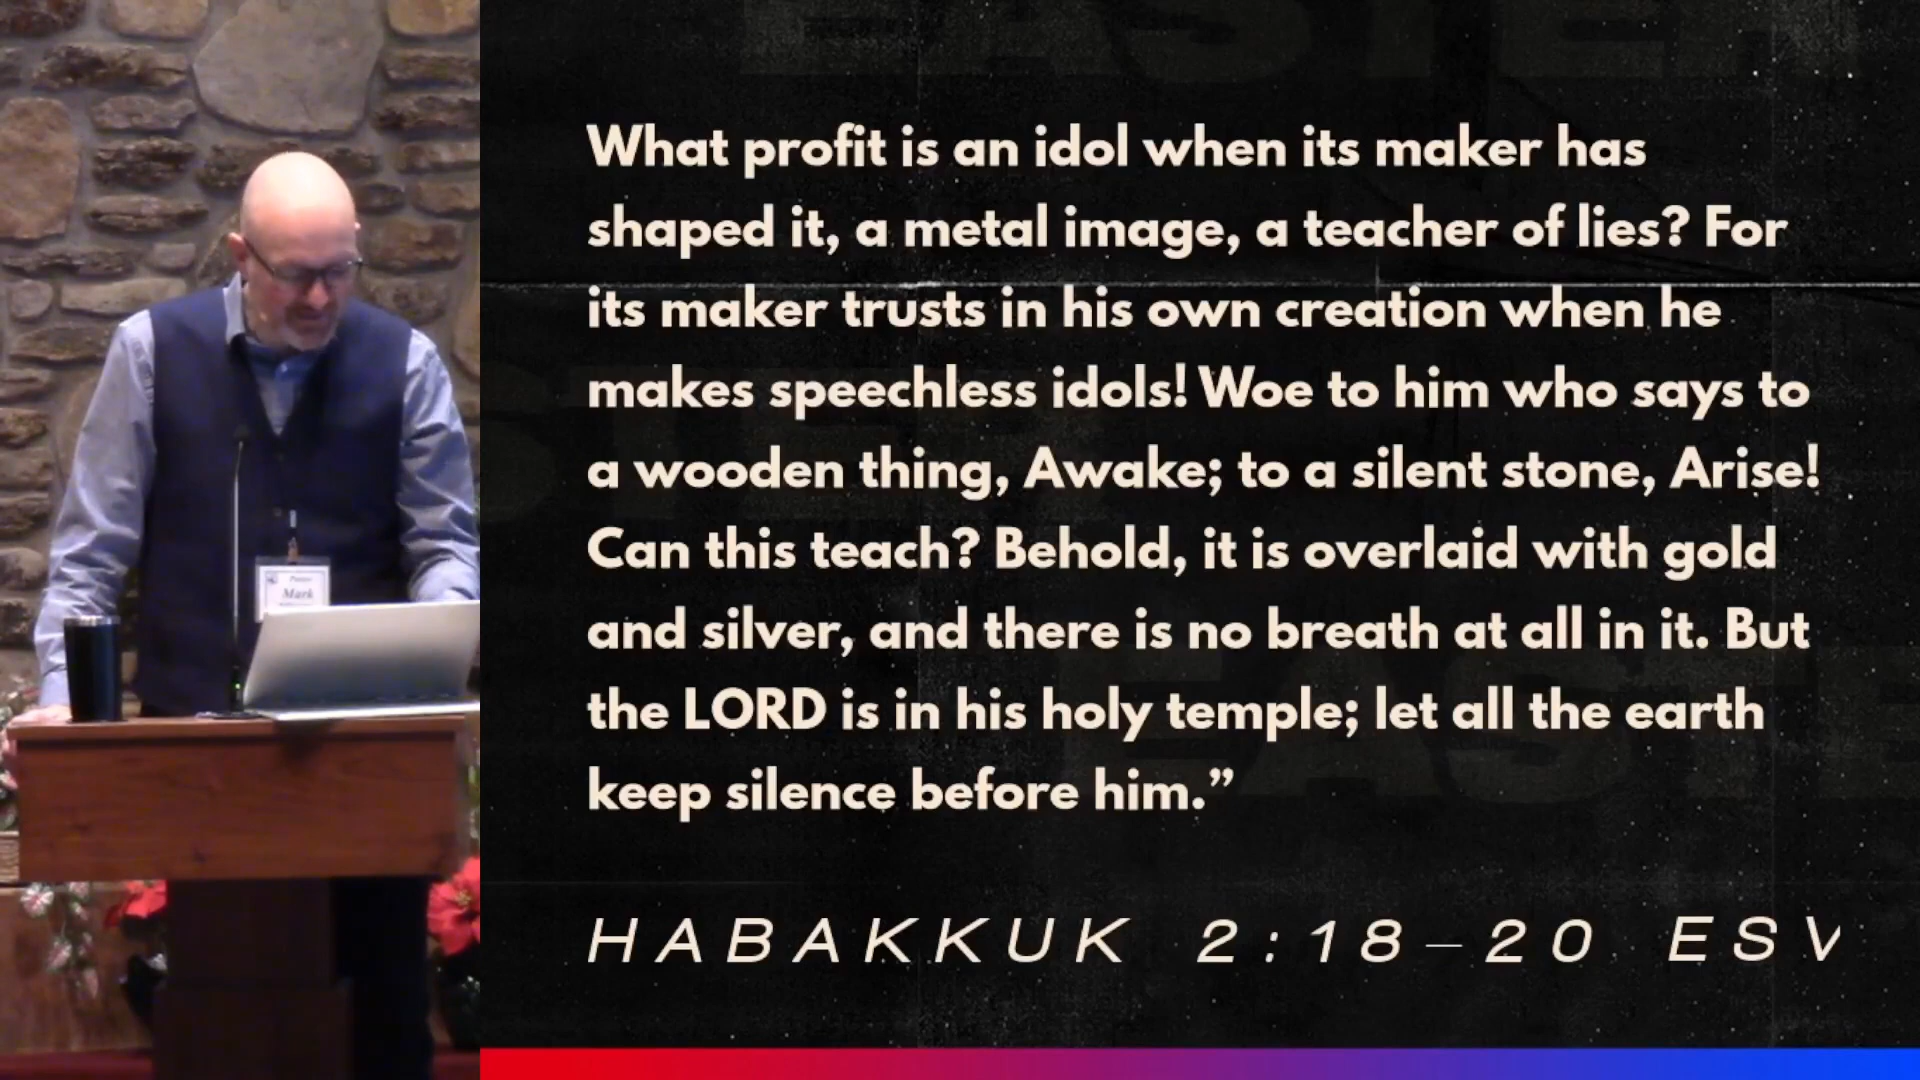 What profit is an idol when its maker has
shaped it, a metal image, a teacher of lies? For
its maker trusts in his own creation when he
makes speechless idols! Woe to him who says to
a wooden thing, Awake; to a silent stone, Arise!
Can this teach? Behold, it is overlaid with gold
and silver, and there is no breath at all in it. But
the LORD is in his holy temple; let all the earth
keep silence before him.”
HABAKKUK 2:18–20 ESV
Mark